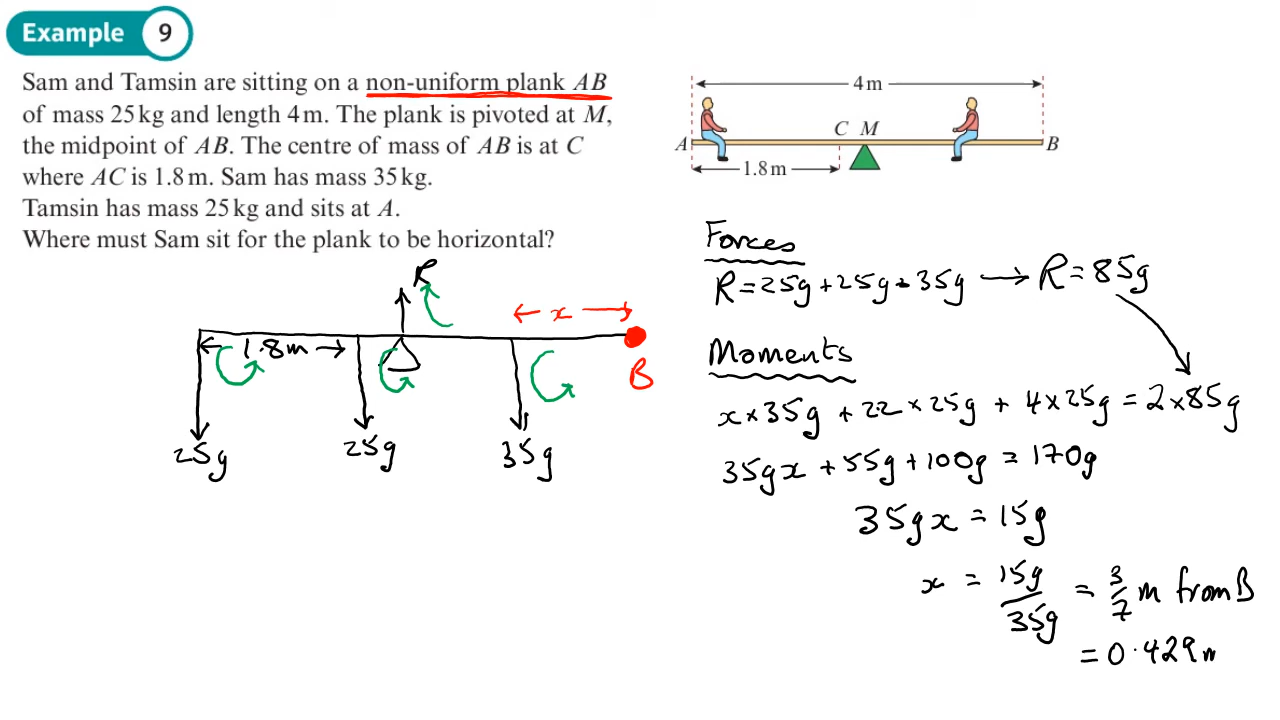 Example 9
Sam and Tamsin are sitting on a non-uniform plank AB
of mass 25 kg and length 4 m. The plank is pivoted at M,
the midpoint of AB. The centre of mass of AB is at C
where AC is 1.8 m. Sam has mass 35 kg.
Tamsin has mass 25 kg and sits at A.
Where must Sam sit for the plank to be horizontal?
4 m
A C M B
1.8 m
R
x
1.8m
B
25g 25g 35g
Forces
R = 25g + 25g + 35g → R = 85g
Moments
x × 35g + 2.2 × 25g + 4 × 25g = 2 × 85g
35gx + 55g + 100g = 170g
35gx = 15g
x = 15g/35g = 3/7 m from B
= 0.429 m